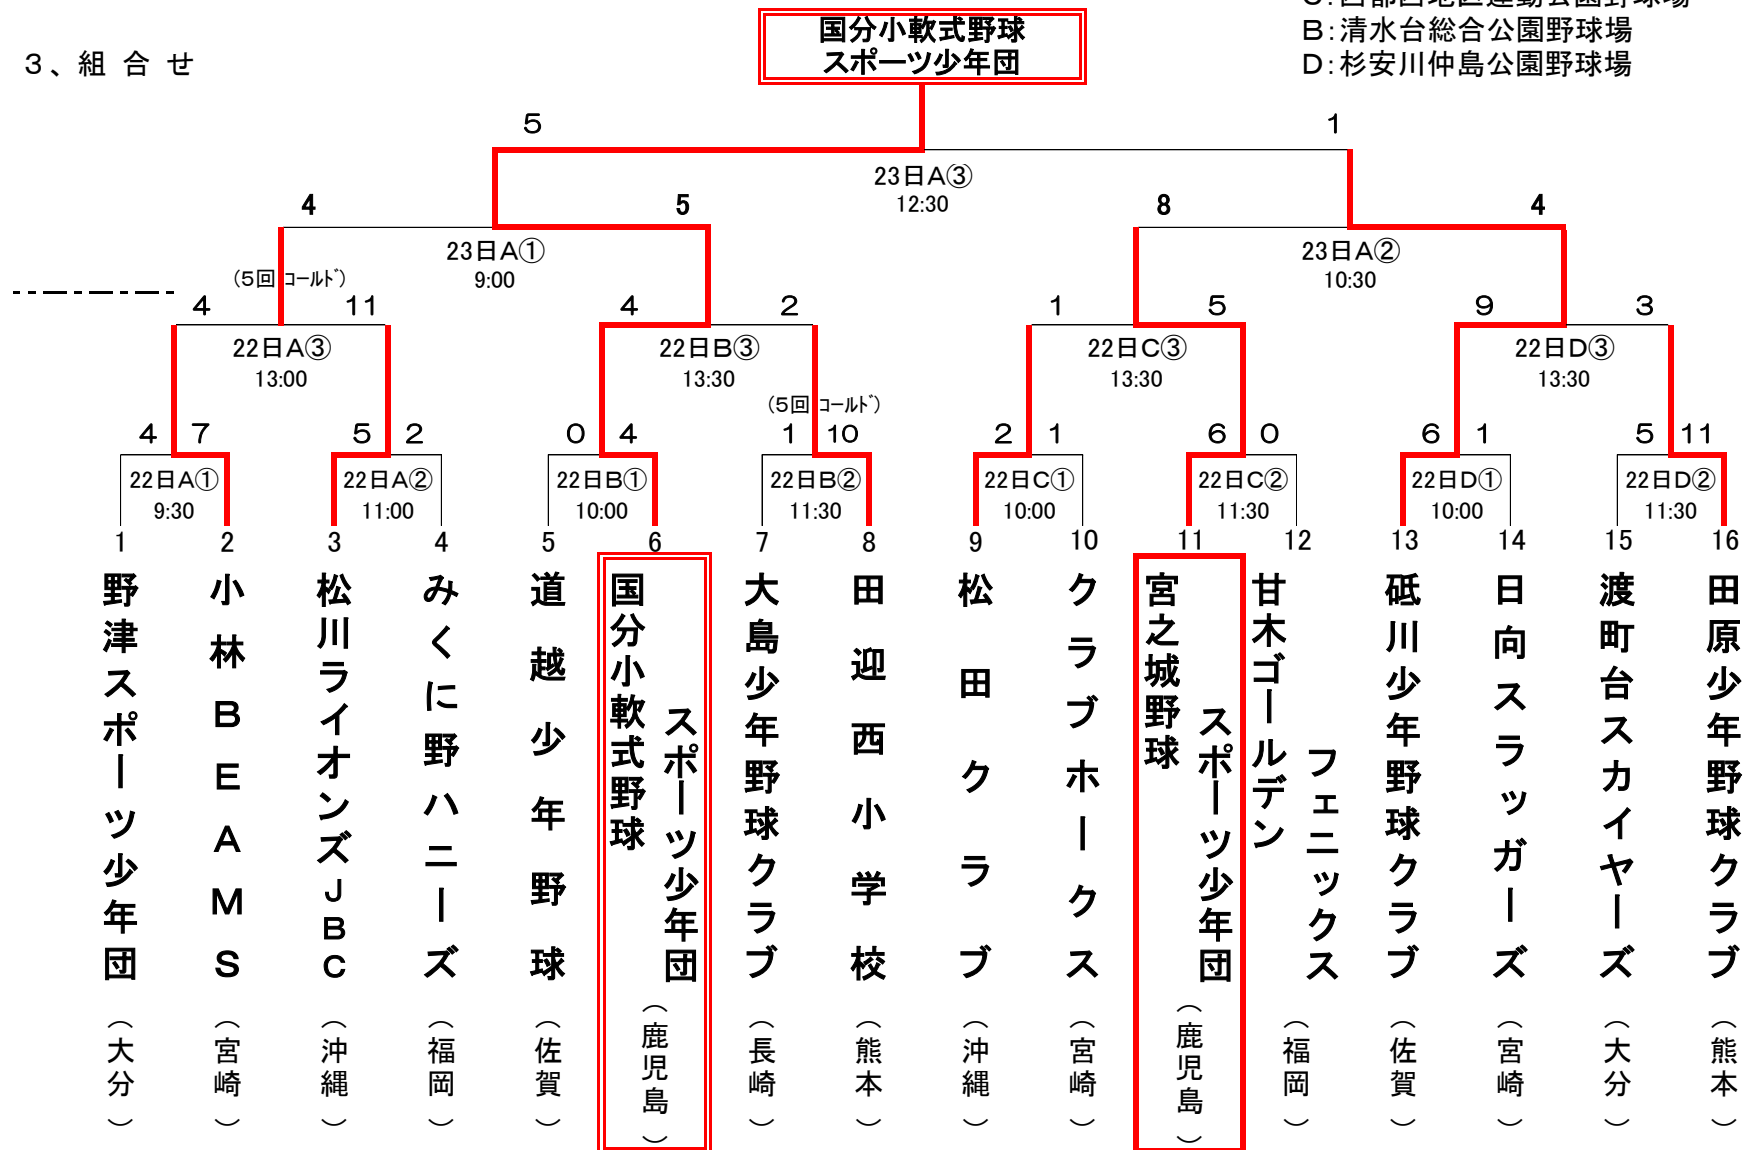 国分小軟式野球
スポーツ少年団
B:清水台総合公園野球場
D:杉安川仲島公園野球場
3、組 合 せ
5
1
23日A③
12:30
4
5
8
4
23日A①
9:00
23日A②
10:30
(5回 コールド)
4
11
4
2
1
5
9
3
22日A③
13:00
22日B③
13:30
22日C③
13:30
22日D③
13:30
(5回 コールド)
4
7
5
2
0
4
1
10
2
1
6
0
6
1
5
11
22日A①
9:30
22日A②
11:00
22日B①
10:00
22日B②
11:30
22日C①
10:00
22日C②
11:30
22日D①
10:00
22日D②
11:30
1
野津スポーツ少年団
(大分)
2
小林BEAMS
(宮崎)
3
松川ライオンズJBC
(沖縄)
4
みくに野ハニーズ
(福岡)
5
道越少年野球
(佐賀)
6
国分小軟式野球
スポーツ少年団
(鹿児島)
7
大島少年野球クラブ
(長崎)
8
田迎西小学校
(熊本)
9
松田クラブ
(沖縄)
10
クラブホークス
(宮崎)
11
宮之城野球
スポーツ少年団
(鹿児島)
12
甘木ゴールデン
フェニックス
(福岡)
13
砥川少年野球クラブ
(佐賀)
14
日向スラッガーズ
(宮崎)
15
渡町台スカイヤーズ
(大分)
16
田原少年野球クラブ
(熊本)